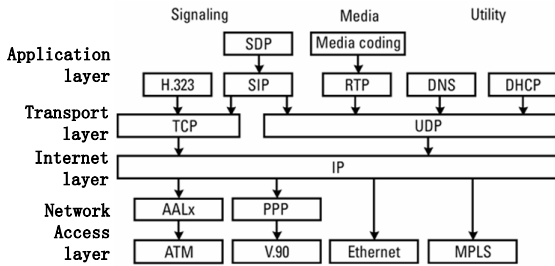 Signaling Media Utility
SDP Media coding
Application
layer
H.323 SIP RTP DNS DHCP
Transport
layer
TCP UDP
Internet
layer
IP
Network
Access
layer
AALx PPP
ATM V.90 Ethernet MPLS